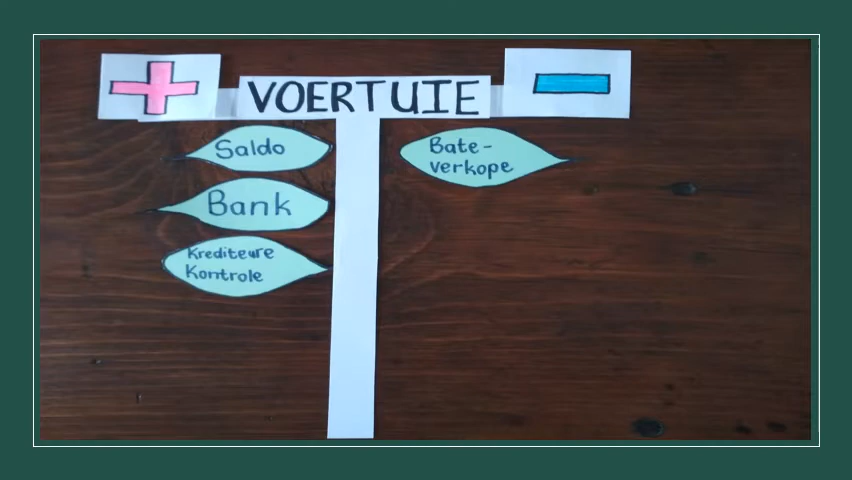 VOERTUIE
Saldo
Bate-
verkope
Bank
Krediteure
Kontrole